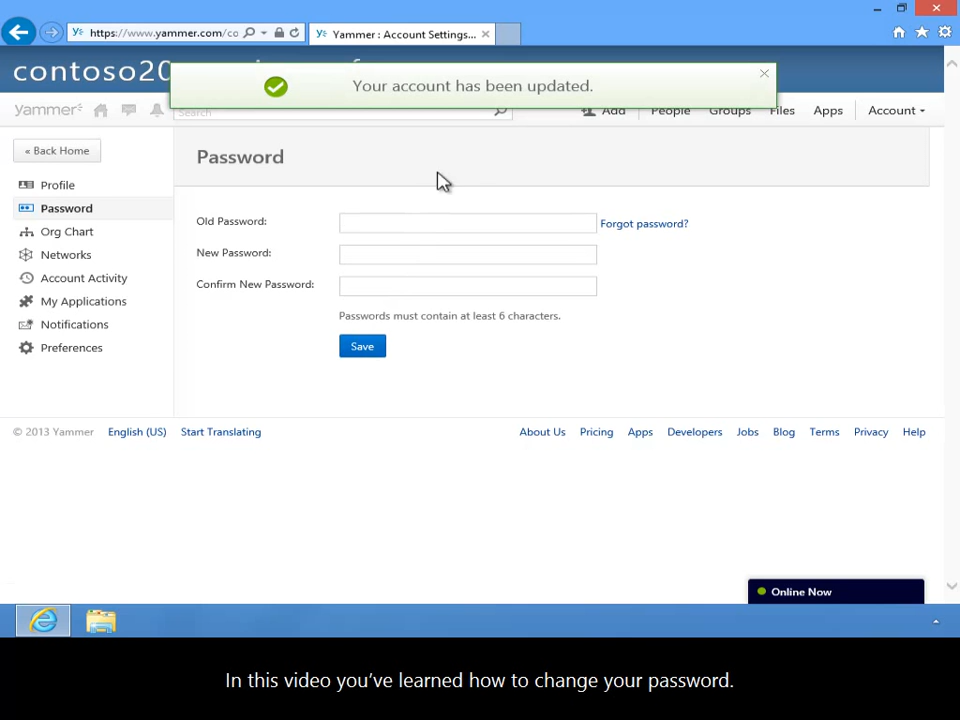 https://www.yammer.com/co
Yammer : Account Settings...
contoso20
Your account has been updated.
yammer
Search
Add
People
Groups
Files
Apps
Account
« Back Home
Password
Profile
Password
Org Chart
Networks
Account Activity
My Applications
Notifications
Preferences
Old Password:
Forgot password?
New Password:
Confirm New Password:
Passwords must contain at least 6 characters.
Save
© 2013 Yammer English (US) Start Translating
About Us Pricing Apps Developers Jobs Blog Terms Privacy Help
Online Now
In this video you've learned how to change your password.